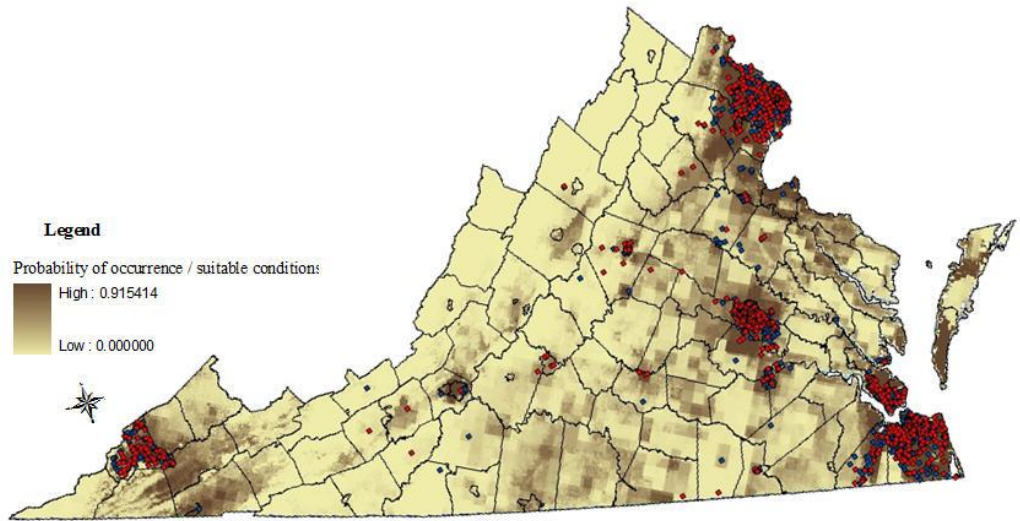 Legend
Probability of occurrence / suitable conditions
High : 0.915414
Low : 0.000000